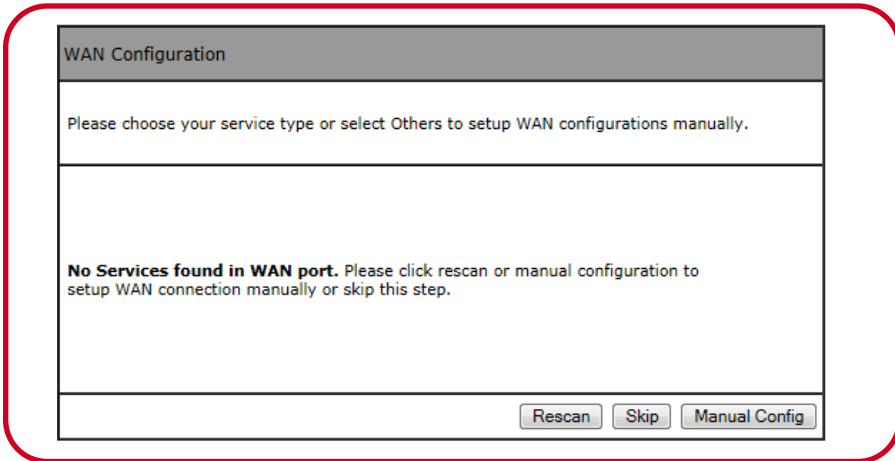 WAN Configuration
Please choose your service type or select Others to setup WAN configurations manually.
No Services found in WAN port. Please click rescan or manual configuration to
setup WAN connection manually or skip this step.
Rescan Skip Manual Config